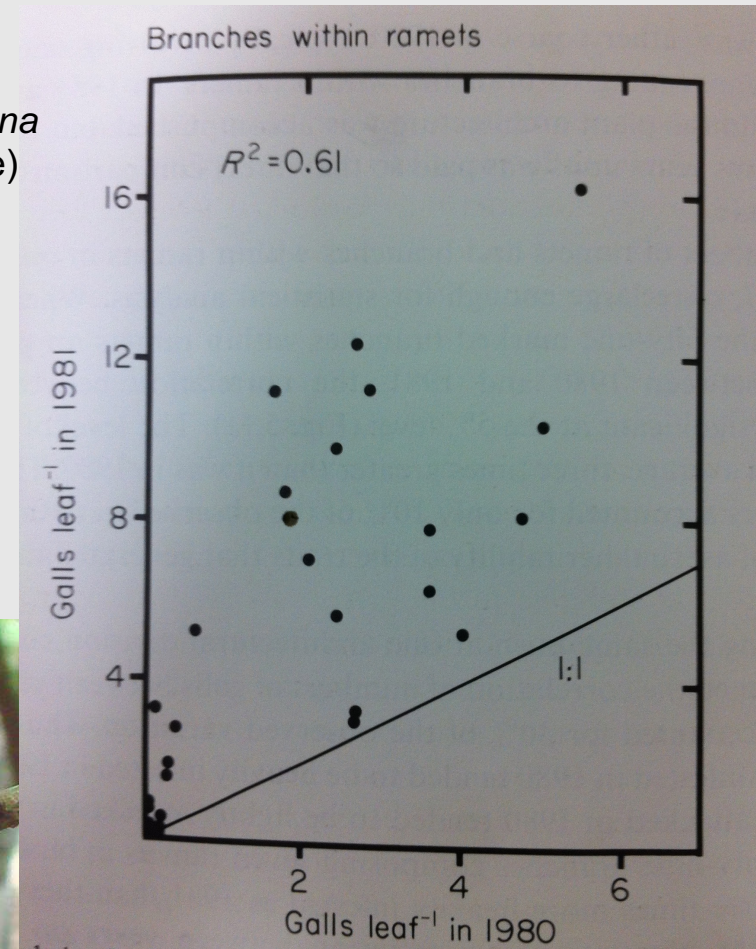 na
e)
Branches within ramets
R²=0.61
16
12
8
4
Galls leaf⁻¹ in 1981
1:1
2
4
6
Galls leaf⁻¹ in 1980